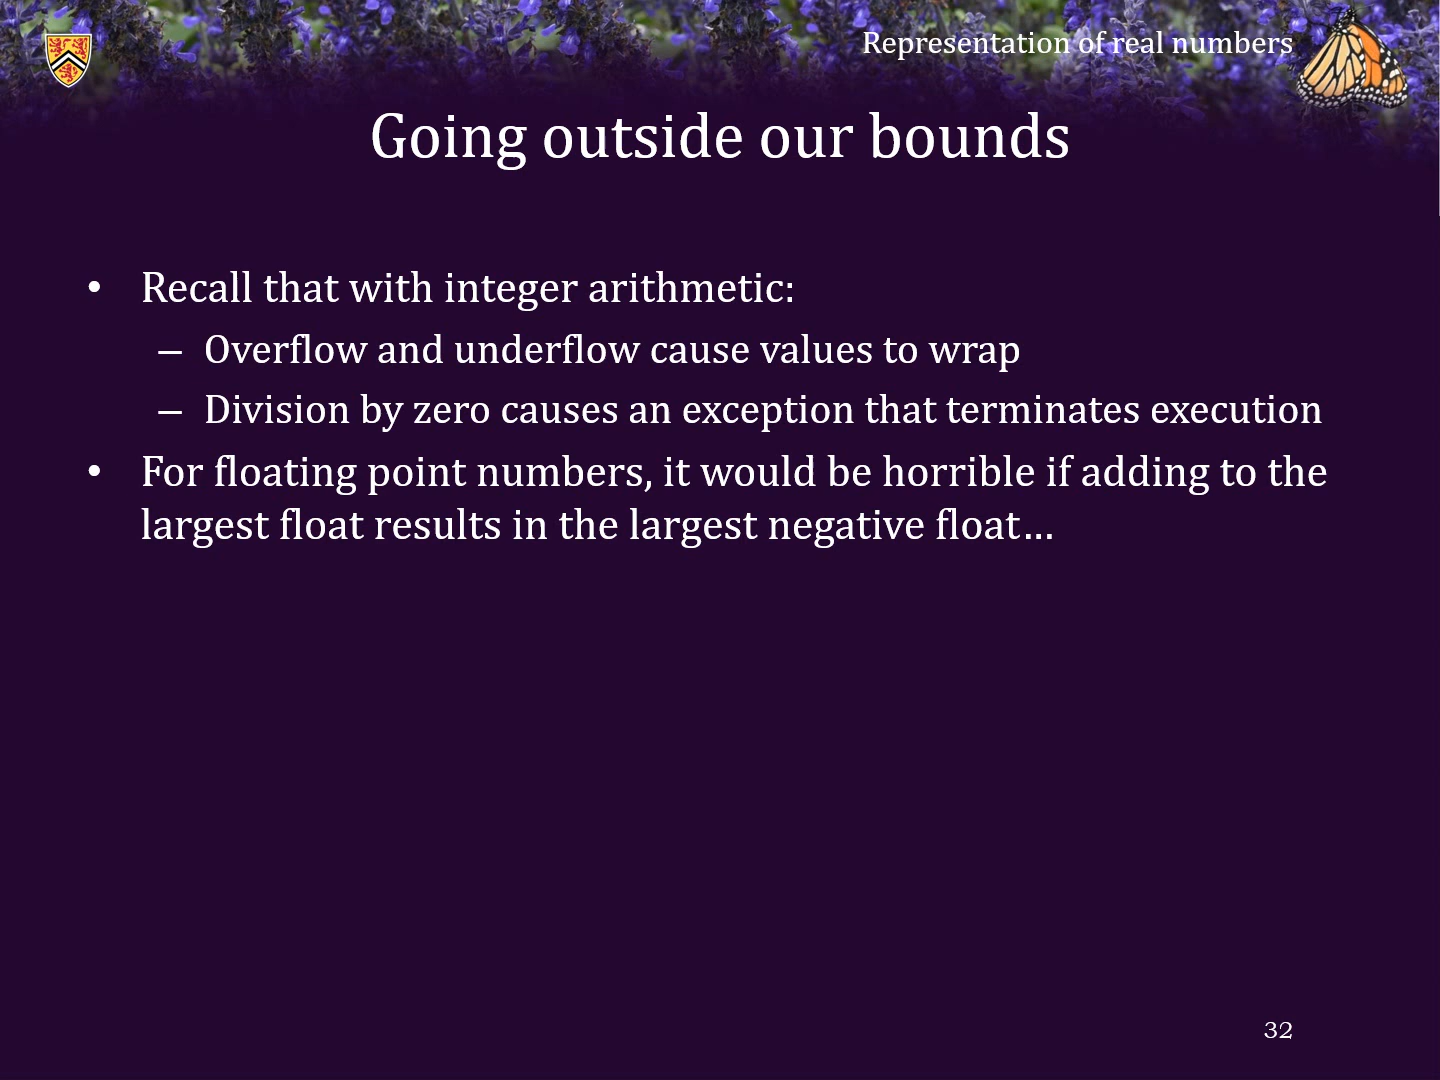 Representation of real numbers
Going outside our bounds
• Recall that with integer arithmetic:
– Overflow and underflow cause values to wrap
– Division by zero causes an exception that terminates execution
• For floating point numbers, it would be horrible if adding to the
largest float results in the largest negative float…
32